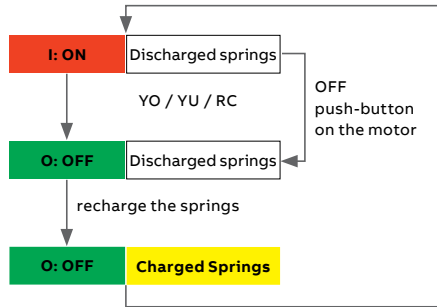 I: ON Discharged springs
YO / YU / RC
OFF
push-button
on the motor
O: OFF Discharged springs
recharge the springs
O: OFF Charged Springs